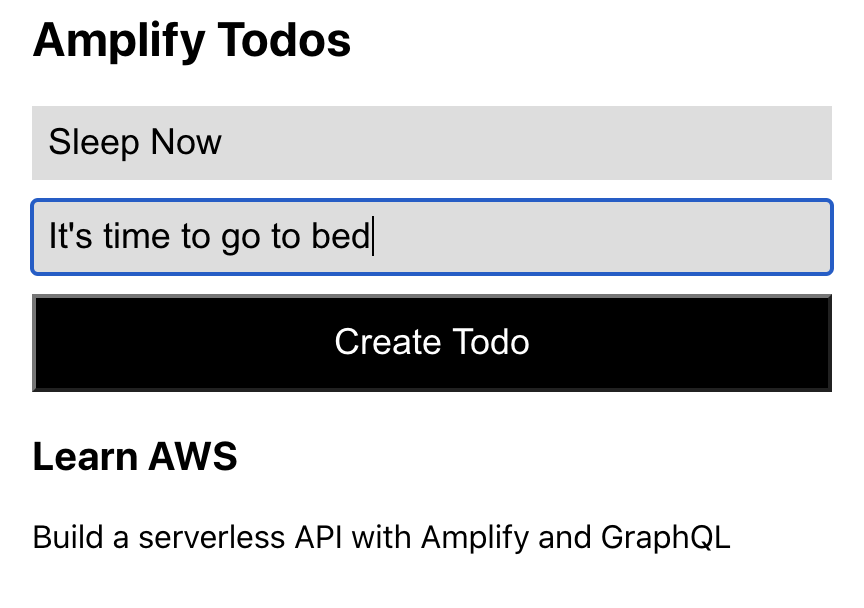 Amplify Todos
Sleep Now
It's time to go to bed
Create Todo
Learn AWS
Build a serverless API with Amplify and GraphQL